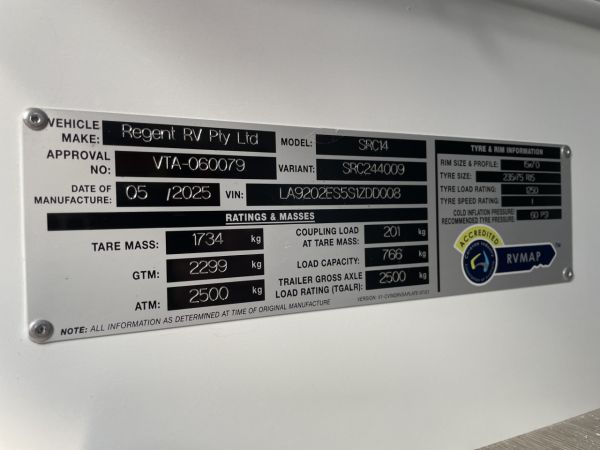 VEHICLE MAKE: Regent RV Pty Ltd MODEL: SRC14
APPROVAL NO: VTA-060079 VARIANT: SRC244009
DATE OF MANUFACTURE: 05 /2025 VIN: LA9202ES5S1ZDD008
RATINGS & MASSES
TARE MASS: 1734 kg COUPLING LOAD AT TARE MASS: 201 kg
GTM: 2299 kg LOAD CAPACITY: 766 kg
ATM: 2500 kg TRAILER GROSS AXLE LOAD RATING (TGALR): 2500 kg
NOTE: ALL INFORMATION AS DETERMINED AT TIME OF ORIGINAL MANUFACTURE
TYRE & RIM INFORMATION
RIM SIZE & PROFILE: 15x7.0
TYRE SIZE: 235/75 R15
TYRE LOAD RATING: 1250
TYRE SPEED RATING:
COLD INFLATION PRESSURE:
RECOMMENDED TYRE PRESSURE: 60 PSI
ACCREDITED
RVMAP